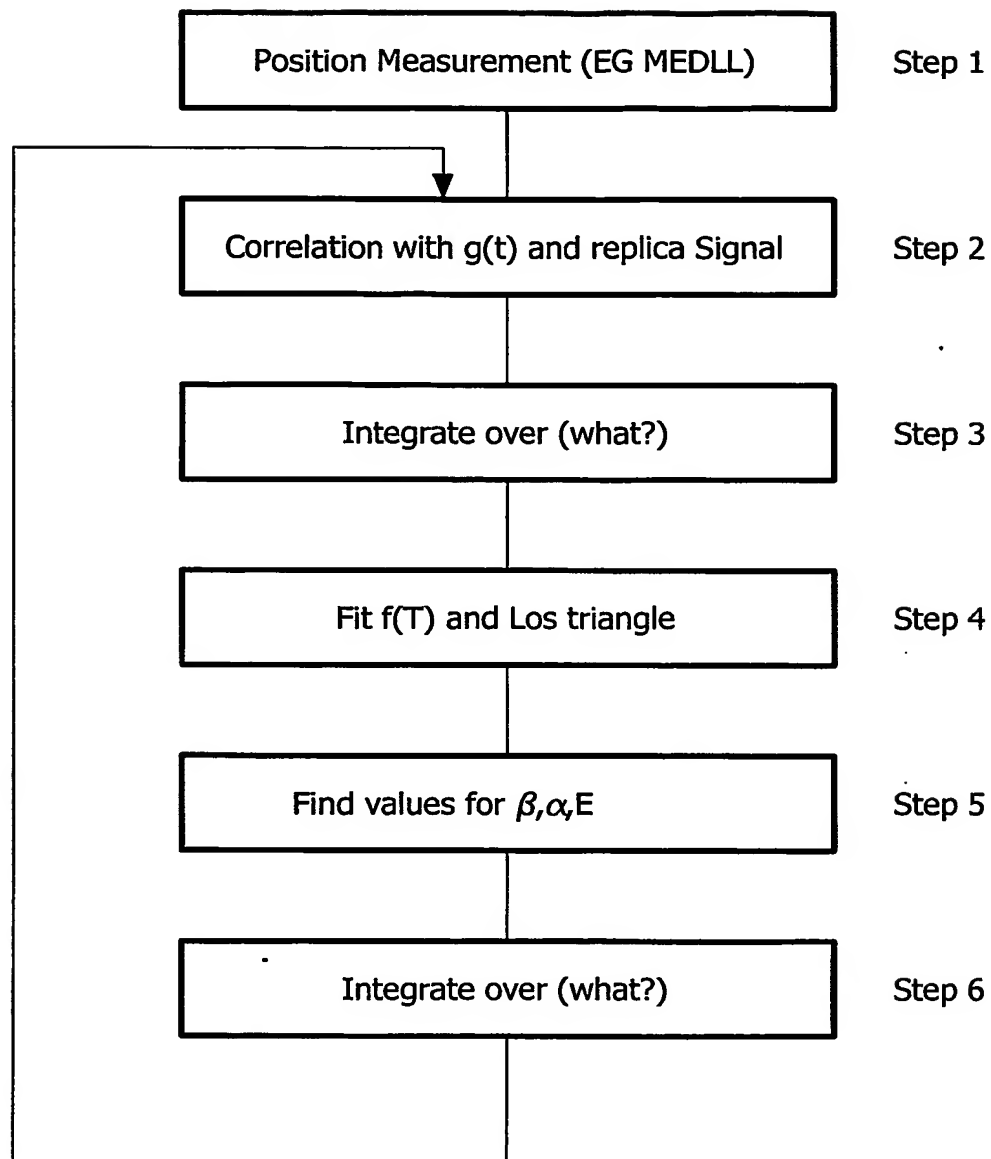 Position Measurement (EG MEDLL) Step 1
Correlation with g(t) and replica Signal Step 2
Integrate over (what?) Step 3
Fit f(T) and Los triangle Step 4
Find values for β,α,E Step 5
Integrate over (what?) Step 6